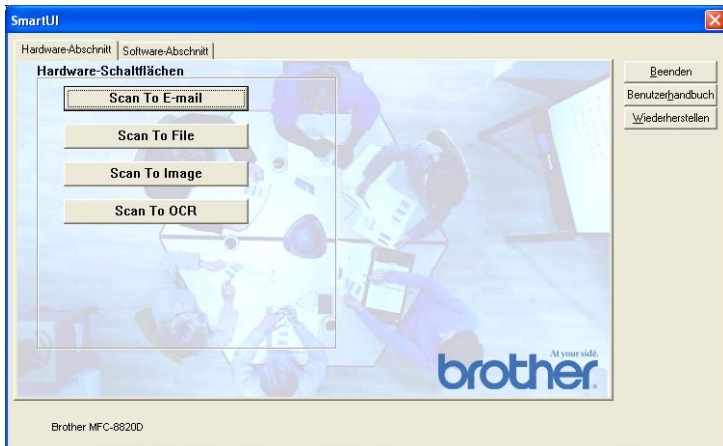 SmartUI
Hardware-Abschnitt
Software-Abschnitt
Hardware-Schaltflächen
Scan To E-mail
Scan To File
Scan To Image
Scan To OCR
Beenden
Benutzerhandbuch
Wiederherstellen
At your side.
brother
Brother MFC-8820D